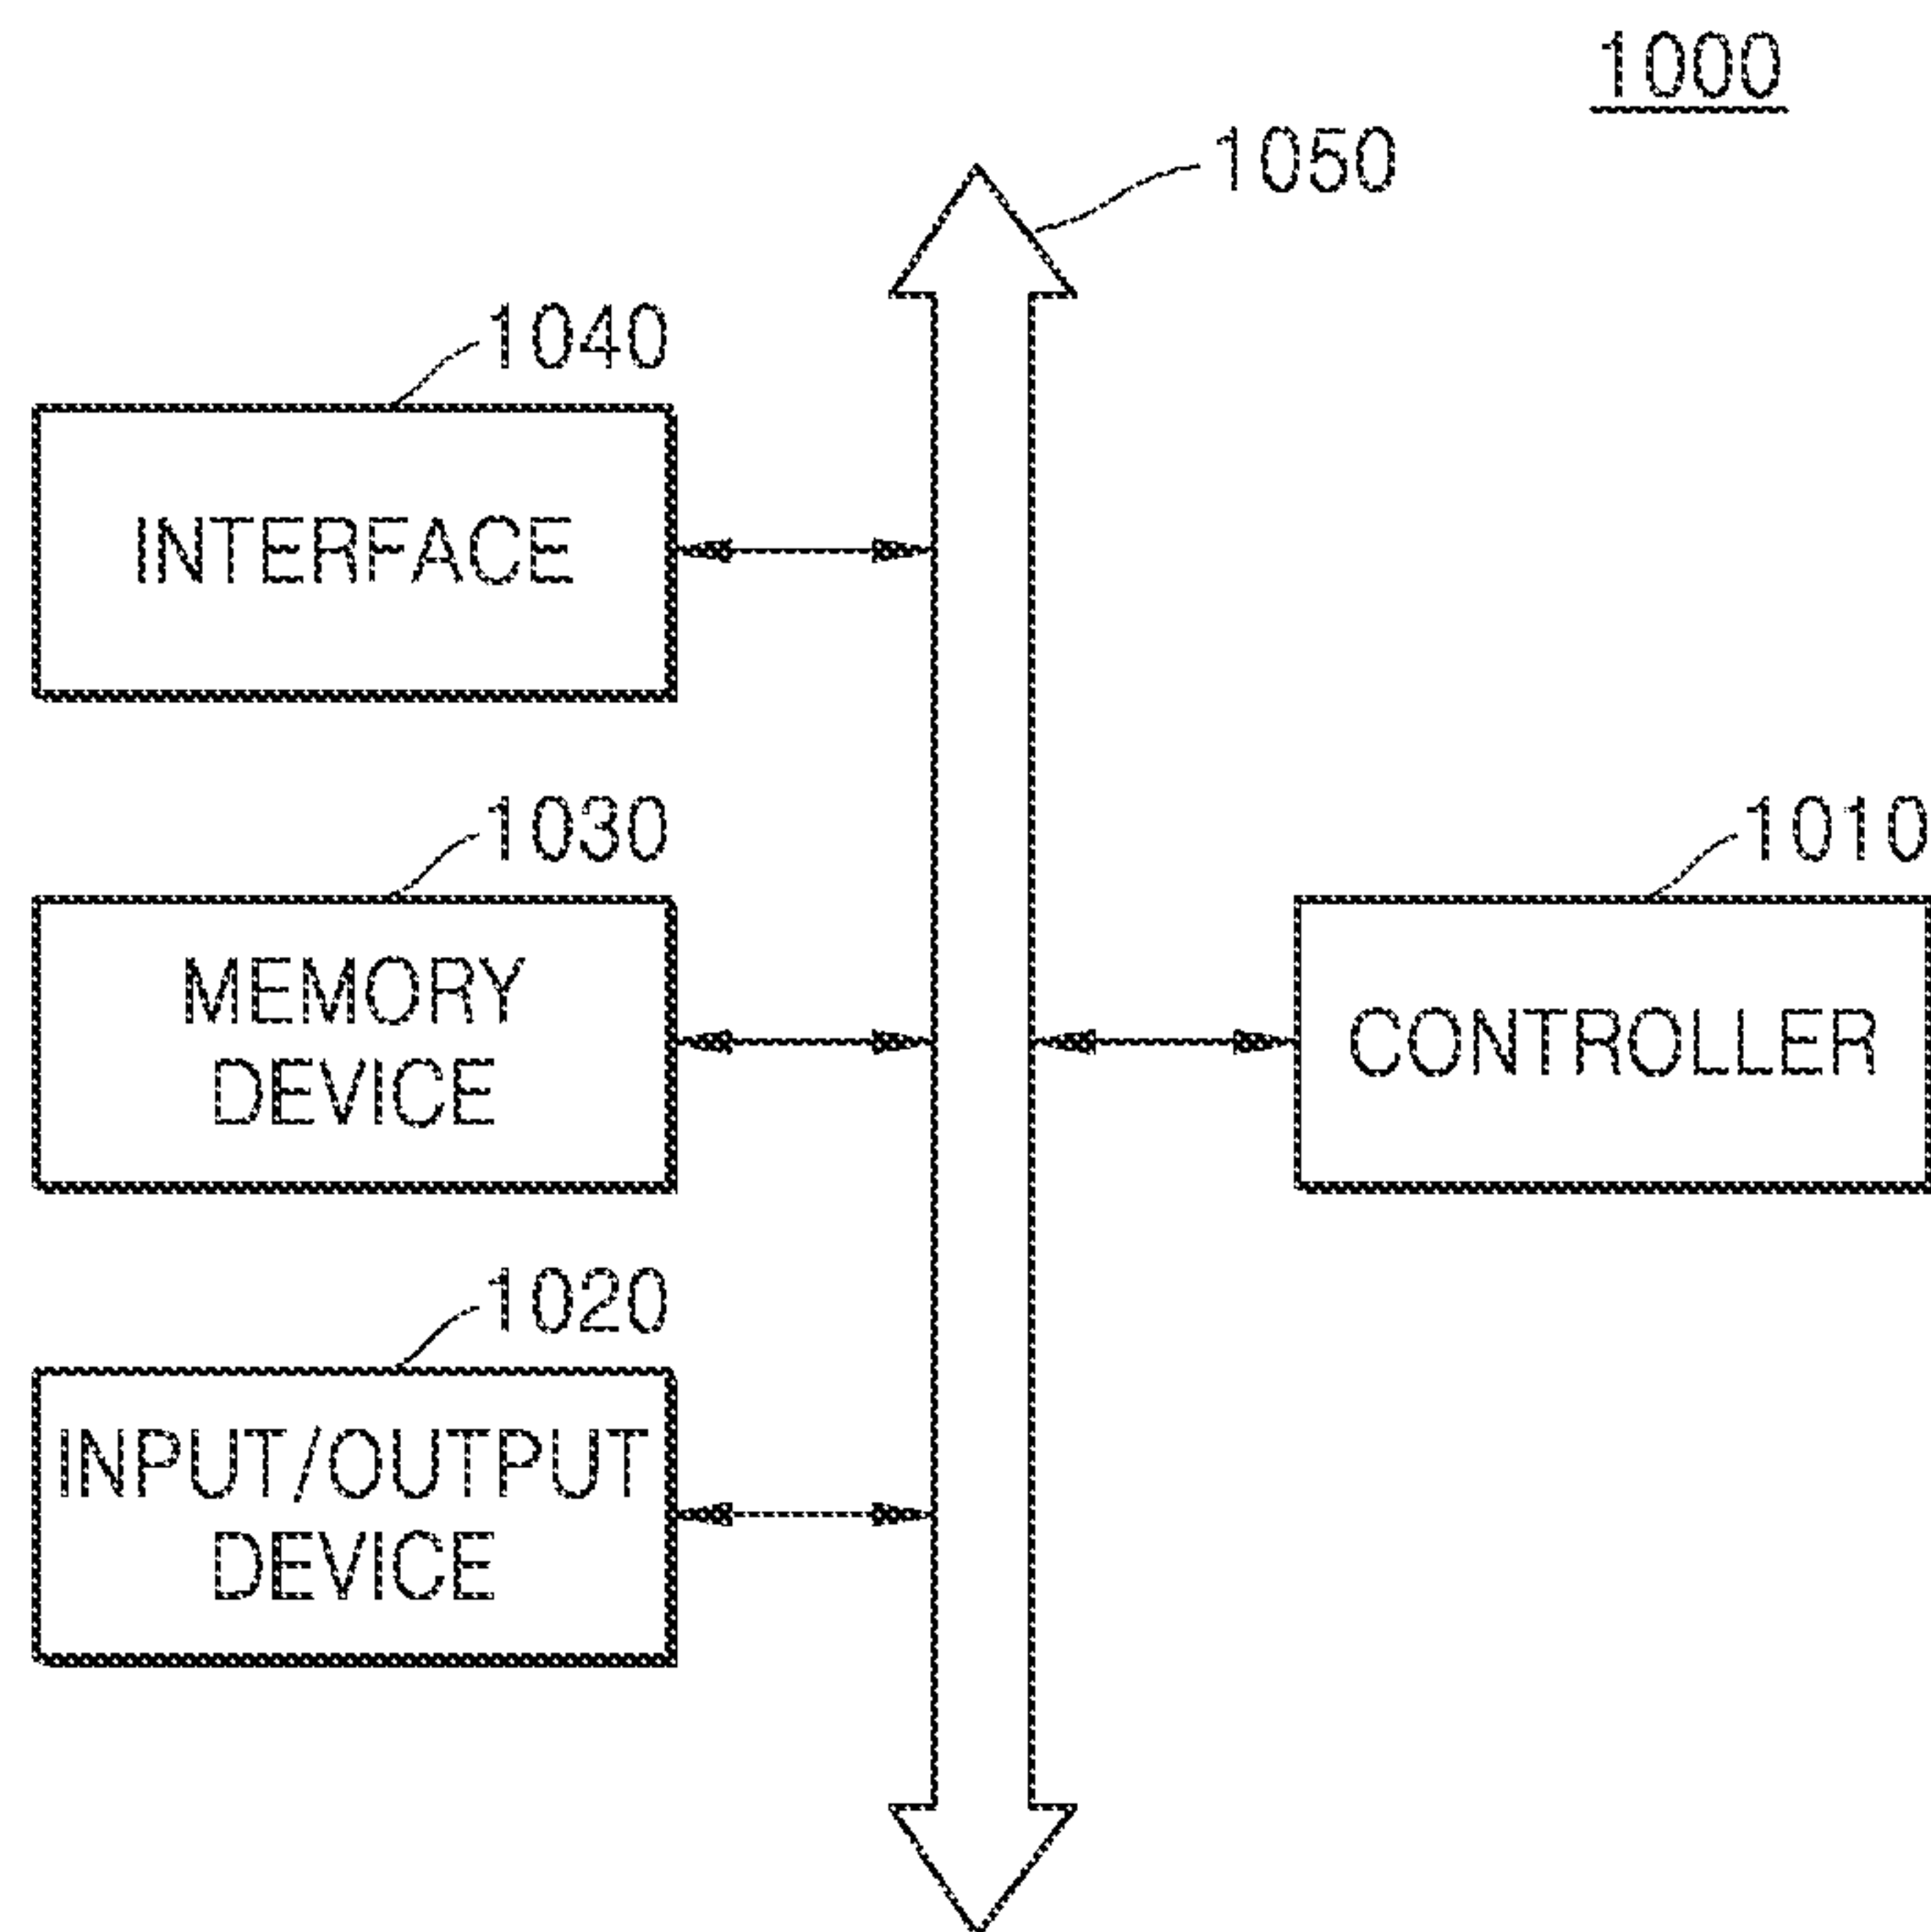 1000
1050
1040
INTERFACE
1030
MEMORY
DEVICE
1010
CONTROLLER
1020
INPUT/OUTPUT
DEVICE